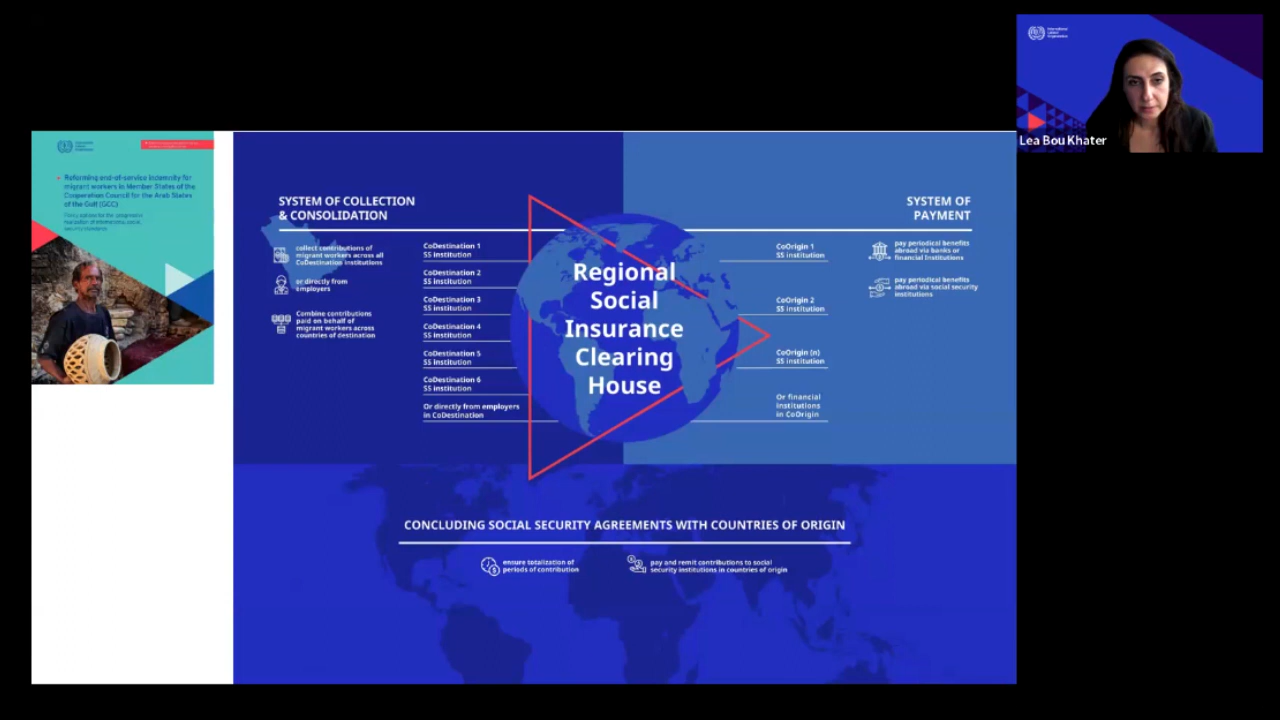 International
Labour
Organization
Lea Bou Khater
Reforming end-of-service indemnity for
migrant workers in Member States of the
Cooperation Council for the Arab States
of the Gulf (GCC)
SYSTEM OF COLLECTION
& CONSOLIDATION
collect contributions of
migrant workers across all
CoDestination institutions
or directly from
employers
Combine contributions
paid on behalf of
migrant workers across
countries of destination
CoDestination 1
SS institution
CoDestination 2
SS institution
CoDestination 3
SS institution
CoDestination 4
SS institution
CoDestination 5
SS institution
CoDestination 6
SS institution
Or directly from employers
in CoDestination
Regional
Social
Insurance
Clearing
House
SYSTEM OF
PAYMENT
CoOrigin 1
SS institution
CoOrigin 2
SS institution
CoOrigin (n)
SS institution
Or financial
institutions
in CoOrigin
pay periodical benefits
abroad via banks or
financial Institutions
pay periodical benefits
abroad via social security
institutions
CONCLUDING SOCIAL SECURITY AGREEMENTS WITH COUNTRIES OF ORIGIN
ensure totalization of
periods of contribution
pay and remit contributions to social
security institutions in countries of origin